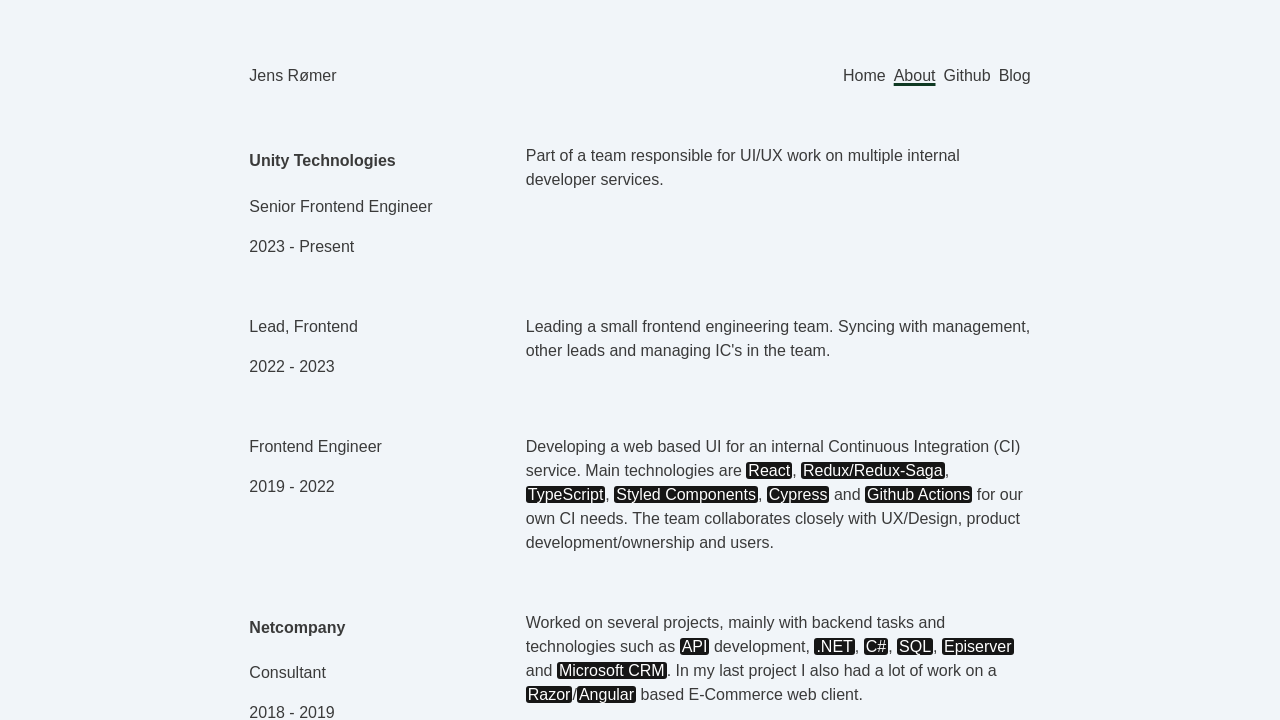 Jens Rømer
Home About Github Blog
Unity Technologies
Senior Frontend Engineer
2023 - Present
Part of a team responsible for UI/UX work on multiple internal
developer services.
Lead, Frontend
2022 - 2023
Leading a small frontend engineering team. Syncing with management,
other leads and managing IC's in the team.
Frontend Engineer
2019 - 2022
Developing a web based UI for an internal Continuous Integration (CI)
service. Main technologies are React, Redux/Redux-Saga,
TypeScript, Styled Components, Cypress and Github Actions for our
own CI needs. The team collaborates closely with UX/Design, product
development/ownership and users.
Netcompany
Consultant
2018 - 2019
Worked on several projects, mainly with backend tasks and
technologies such as API development, .NET, C#, SQL, Episerver
and Microsoft CRM. In my last project I also had a lot of work on a
Razor/Angular based E-Commerce web client.